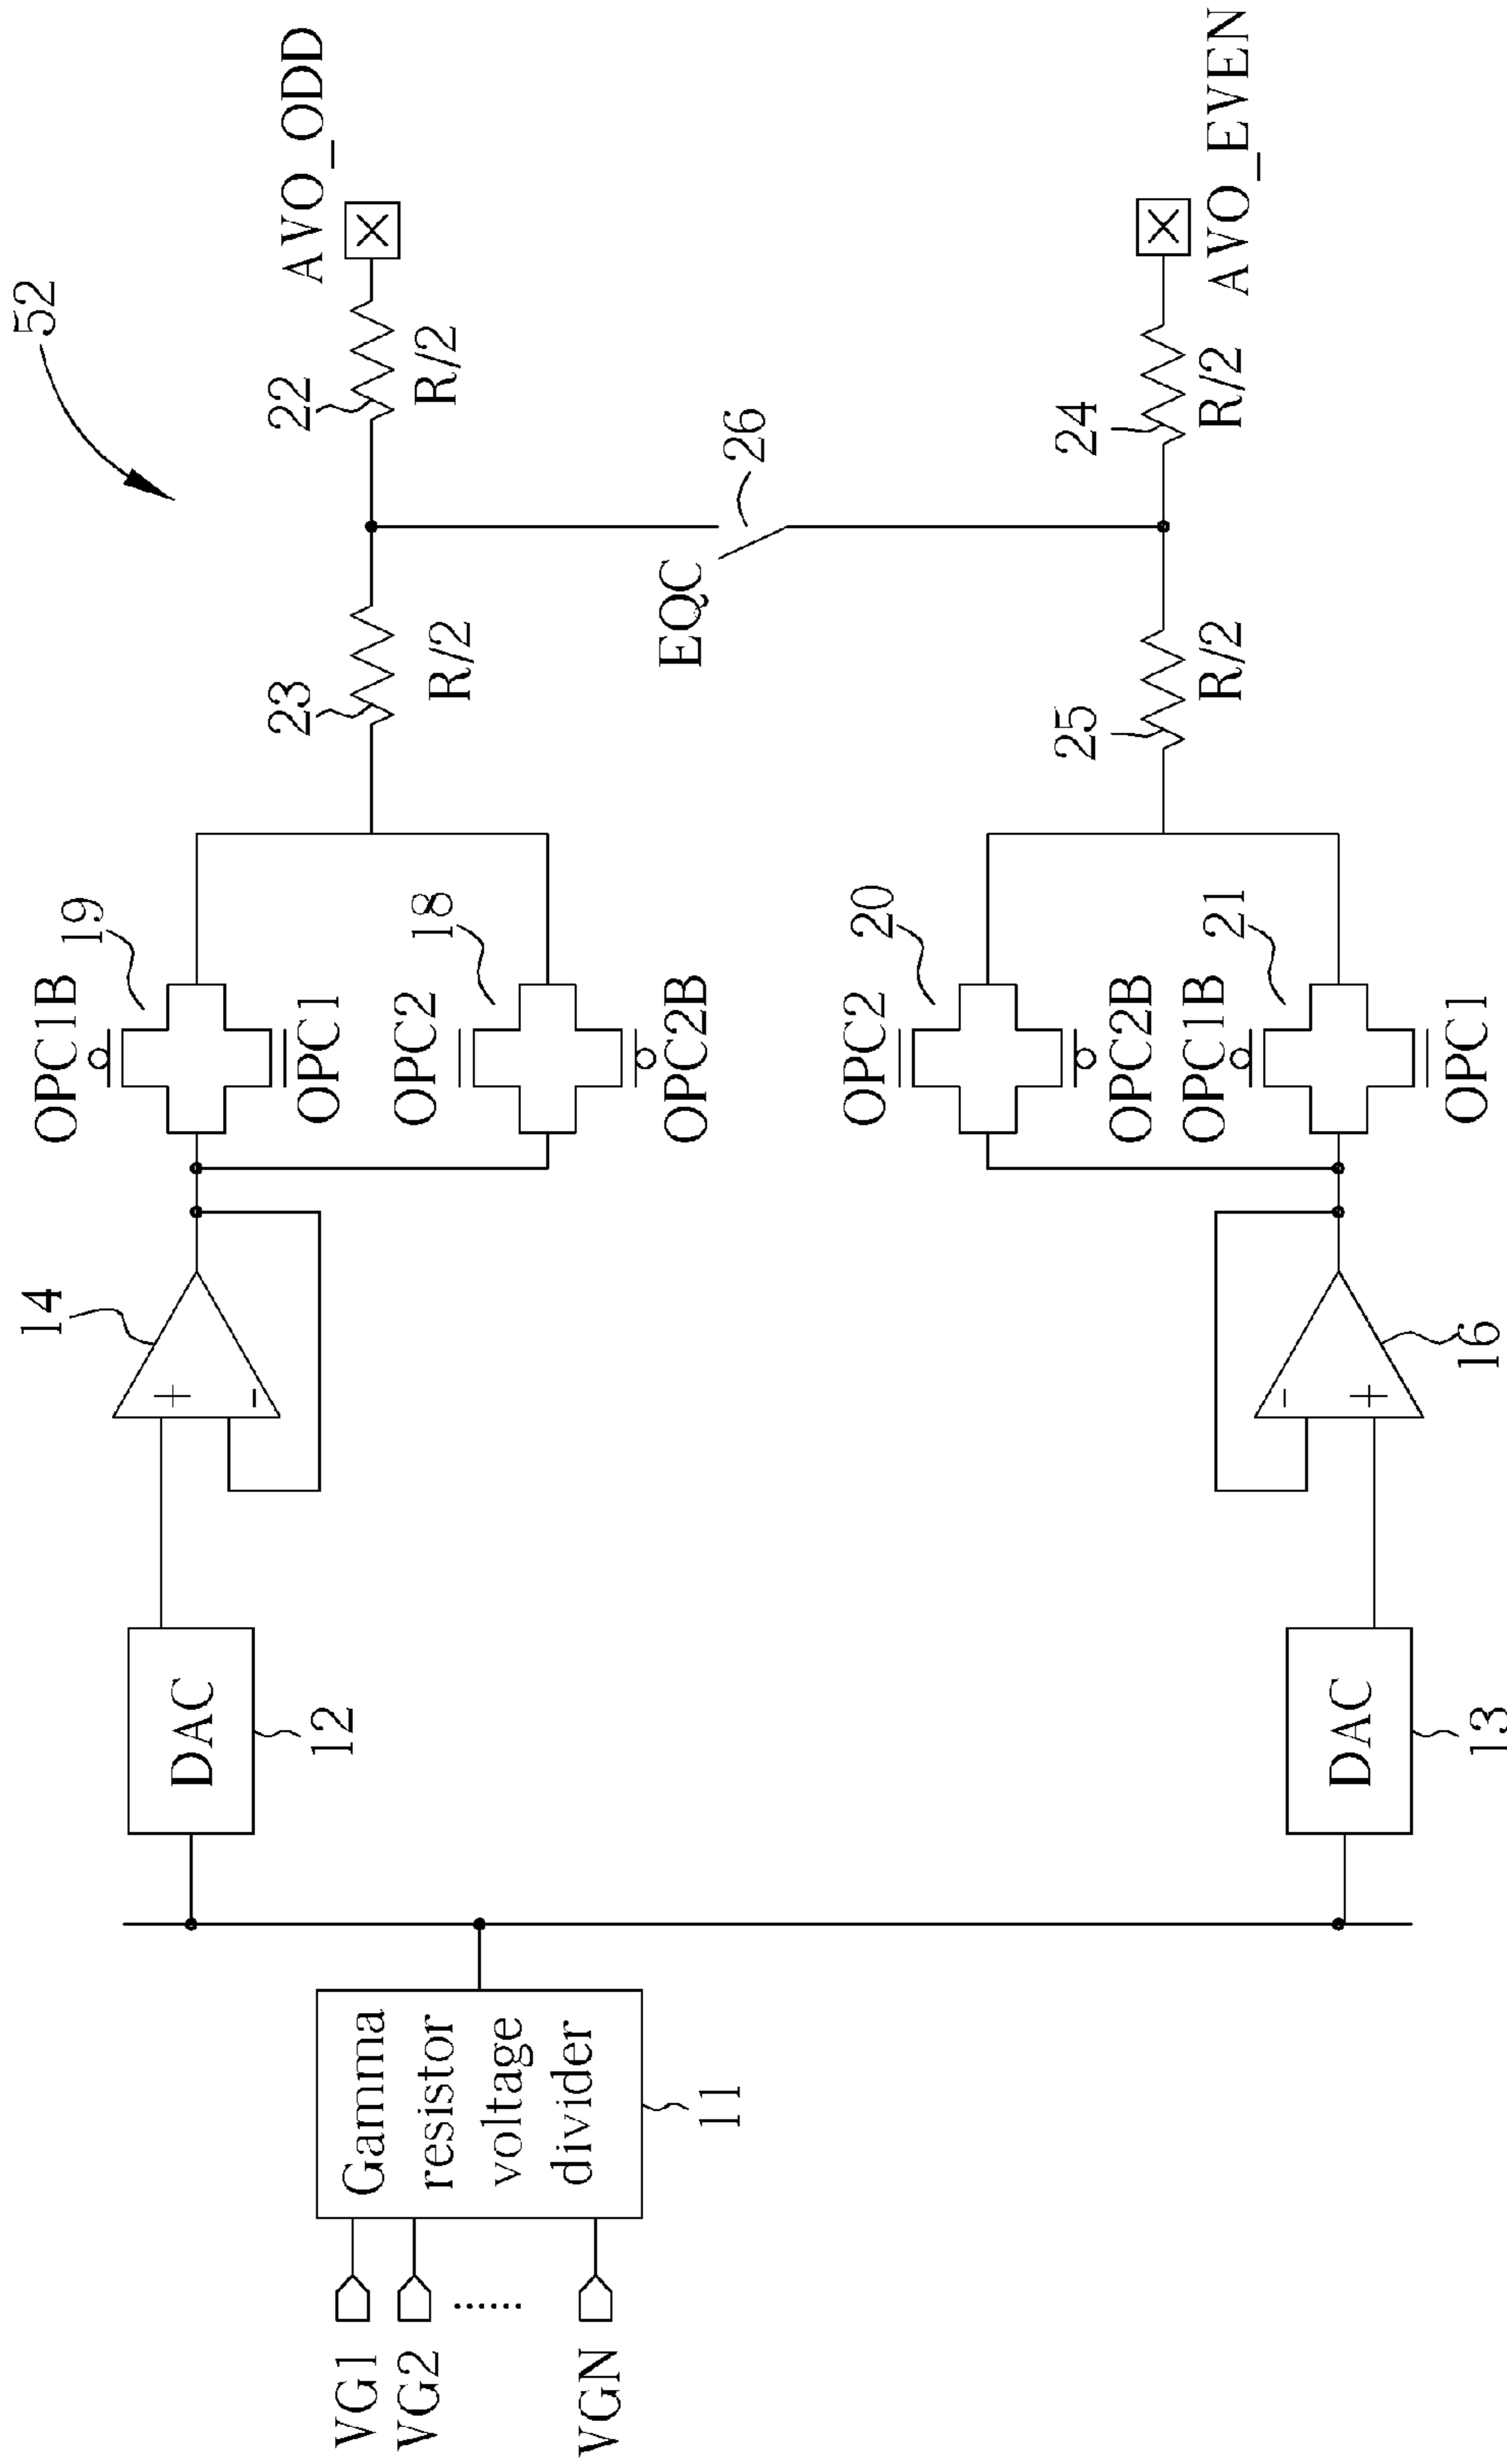 52
VG1
VG2
......
VGN
Gamma
resistor
voltage
divider
11
DAC
12
DAC
13
14
+
-
16
-
+
OPC1B
19
OPC1
OPC2
18
OPC2B
OPC2
20
OPC2B
OPC1B
21
OPC1
23
R/2
22
R/2
AVO_ODD
EQC
26
25
R/2
24
R/2
AVO_EVEN